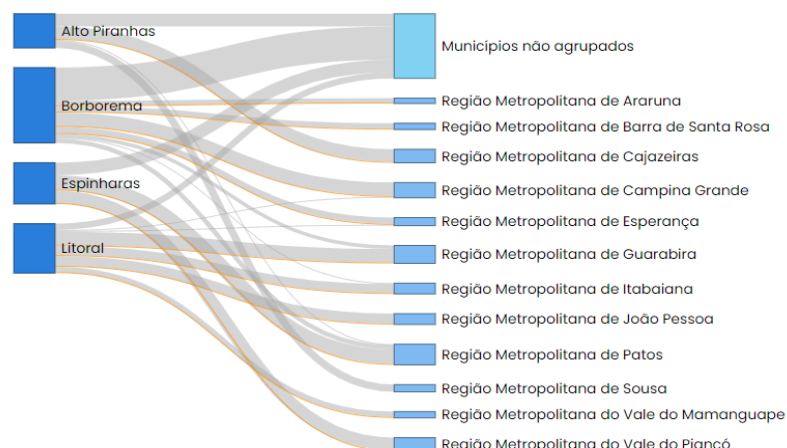 Alto Piranhas
Borborema
Espinharas
Litoral
Municípios não agrupados
Região Metropolitana de Araruna
Região Metropolitana de Barra de Santa Rosa
Região Metropolitana de Cajazeiras
Região Metropolitana de Campina Grande
Região Metropolitana de Esperança
Região Metropolitana de Guarabira
Região Metropolitana de Itabaiana
Região Metropolitana de João Pessoa
Região Metropolitana de Patos
Região Metropolitana de Sousa
Região Metropolitana do Vale do Mamanguape
Região Metropolitana do Vale do Piancó